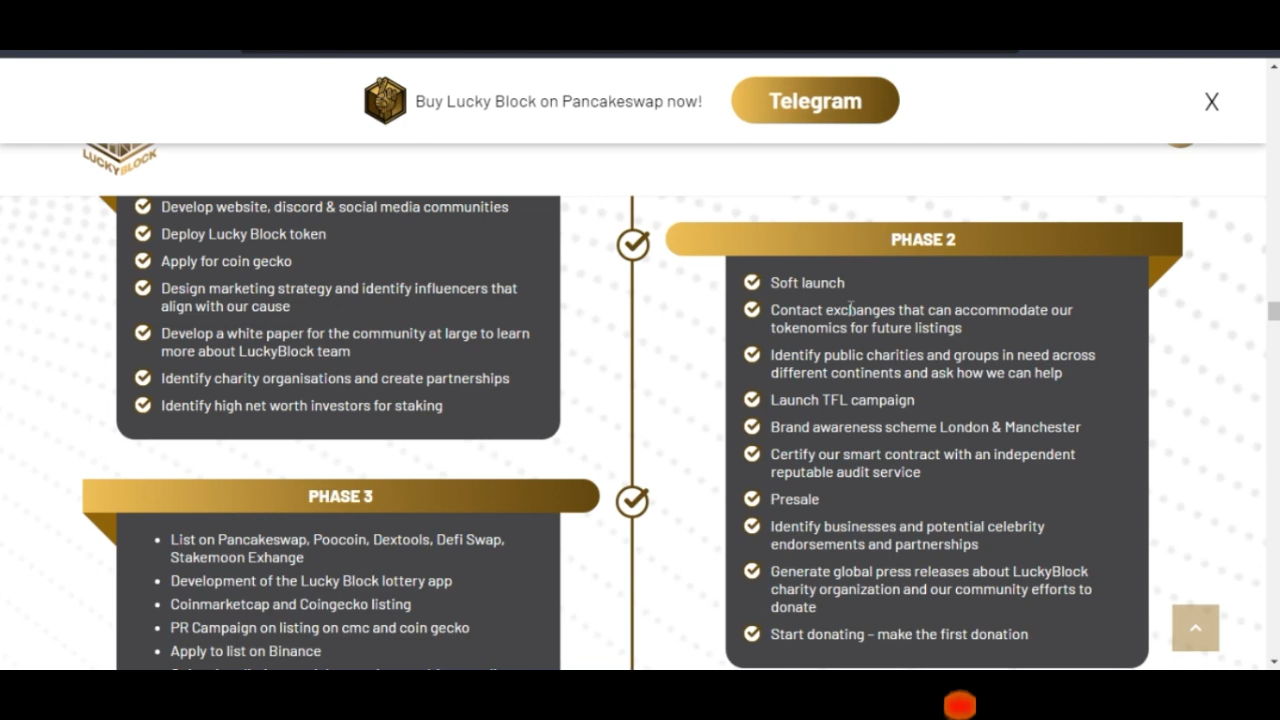 Buy Lucky Block on Pancakeswap now!
Telegram
X
LUCKY BLOCK
Develop website, discord & social media communities
Deploy Lucky Block token
Apply for coin gecko
Design marketing strategy and identify influencers that
align with our cause
Develop a white paper for the community at large to learn
more about LuckyBlock team
Identify charity organisations and create partnerships
Identify high net worth investors for staking
PHASE 2
Soft launch
Contact exchanges that can accommodate our
tokenomics for future listings
Identify public charities and groups in need across
different continents and ask how we can help
Launch TFL campaign
Brand awareness scheme London & Manchester
Certify our smart contract with an independent
reputable audit service
Presale
Identify businesses and potential celebrity
endorsements and partnerships
Generate global press releases about LuckyBlock
charity organization and our community efforts to
donate
Start donating – make the first donation
PHASE 3
List on Pancakeswap, Poocoin, Dextools, Defi Swap,
Stakemoon Exhange
Development of the Lucky Block lottery app
Coinmarketcap and Coingecko listing
PR Campaign on listing on cmc and coin gecko
Apply to list on Binance